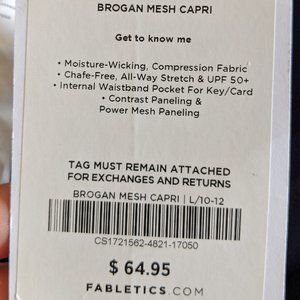 BROGAN MESH CAPRI
Get to know me
• Moisture-Wicking, Compression Fabric
• Chafe-Free, All-Way Stretch & UPF 50+
• Internal Waistband Pocket For Key/Card
• Contrast Paneling &
Power Mesh Paneling
TAG MUST REMAIN ATTACHED
FOR EXCHANGES AND RETURNS
BROGAN MESH CAPRI | L/10-12
CS1721562-4821-17050
$ 64.95
FABLETICS.COM